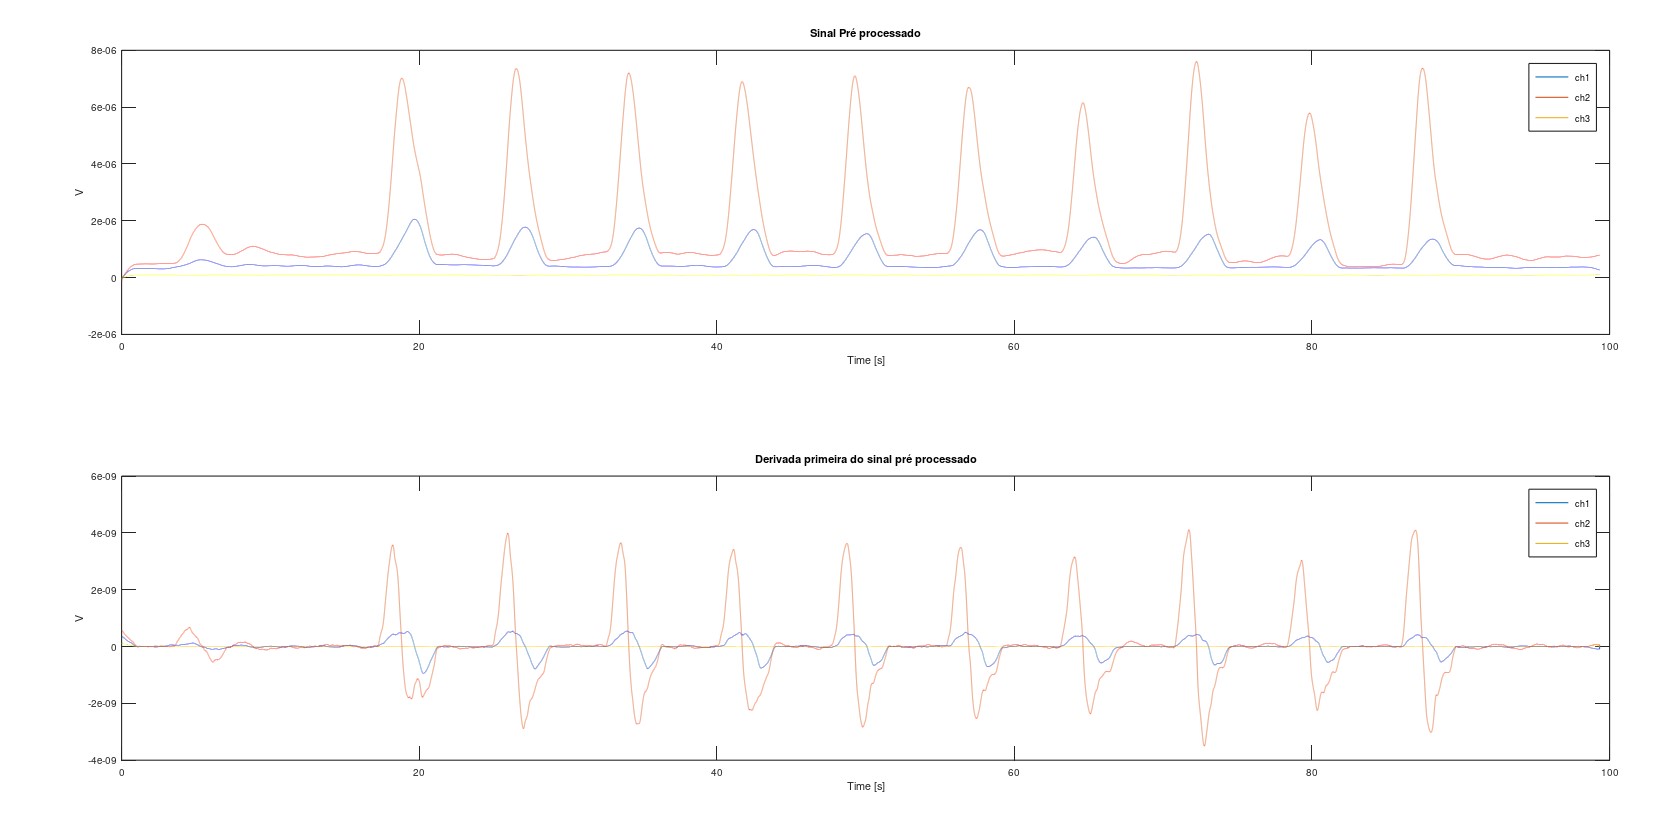 Sinal Pré processado
8e-06
6e-06
4e-06
2e-06
0
-2e-06
V
0 20 40 60 80 100
Time [s]
ch1
ch2
ch3
Derivada primeira do sinal pré processado
6e-09
4e-09
2e-09
0
-2e-09
-4e-09
V
0 20 40 60 80 100
Time [s]
ch1
ch2
ch3